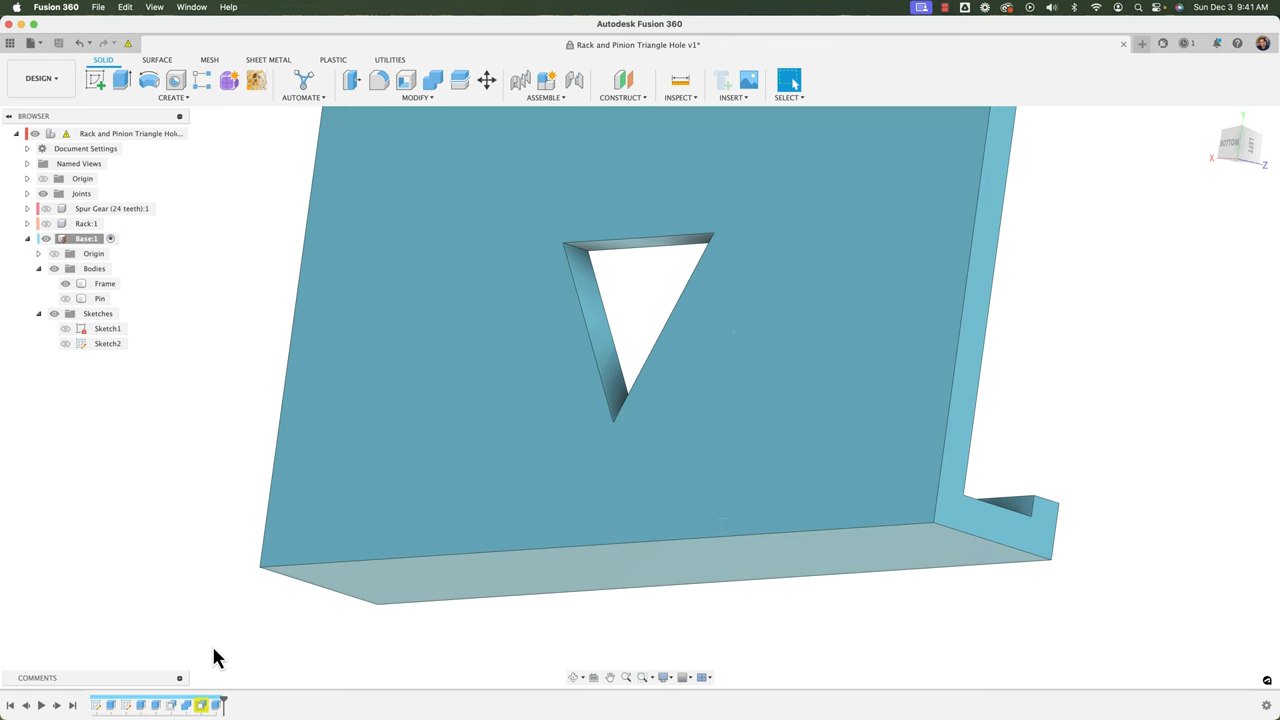 Fusion 360 File Edit View Window Help Sun Dec 3 9:41 AM
Autodesk Fusion 360
Rack and Pinion Triangle Hole v1* 1
SOLID SURFACE MESH SHEET METAL PLASTIC UTILITIES
DESIGN CREATE AUTOMATE MODIFY ASSEMBLE CONSTRUCT INSPECT INSERT SELECT
BROWSER
Rack and Pinion Triangle Hol...
Document Settings
Named Views
Origin
Joints
Spur Gear (24 teeth):1
Rack:1
Base:1
Origin
Bodies
Frame
Pin
Sketches
Sketch1
Sketch2
Y
BOTTOM LEFT
X Z
COMMENTS